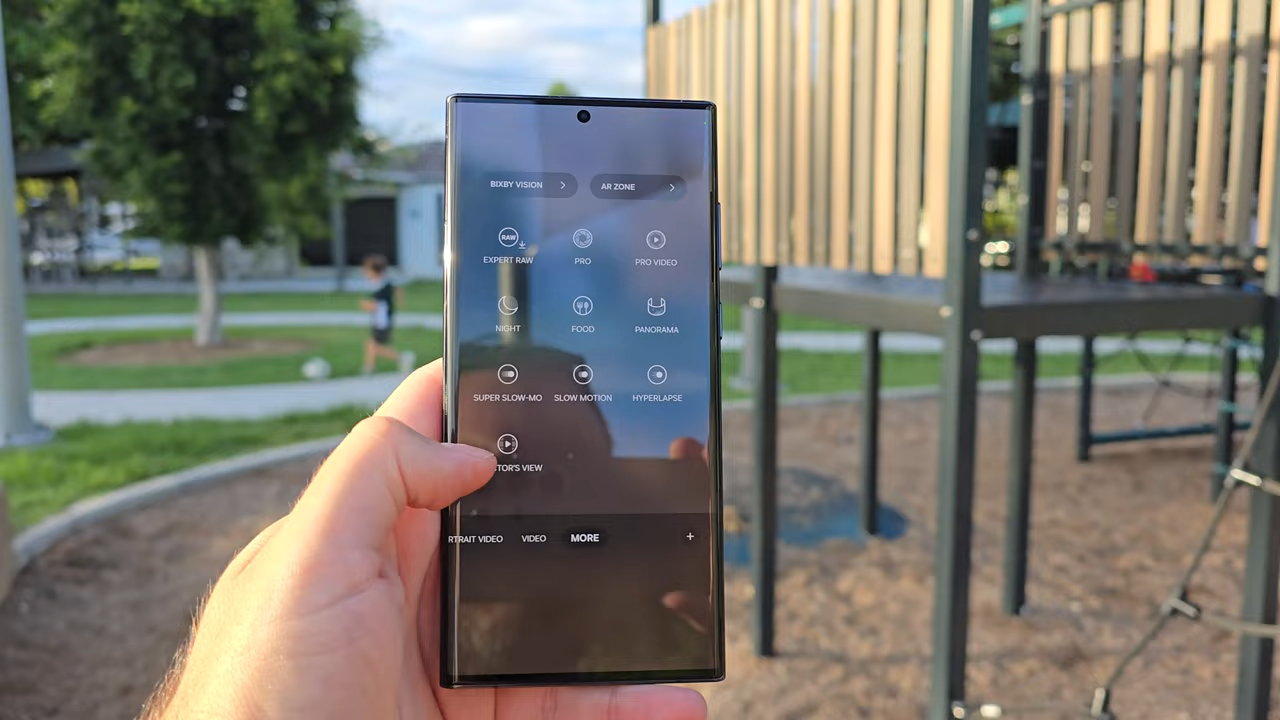 BIXBY VISION AR ZONE
RAW
EXPERT RAW PRO PRO VIDEO
NIGHT FOOD PANORAMA
SUPER SLOW-MO SLOW MOTION HYPERLAPSE
TOR'S VIEW
RTRAIT VIDEO VIDEO MORE +